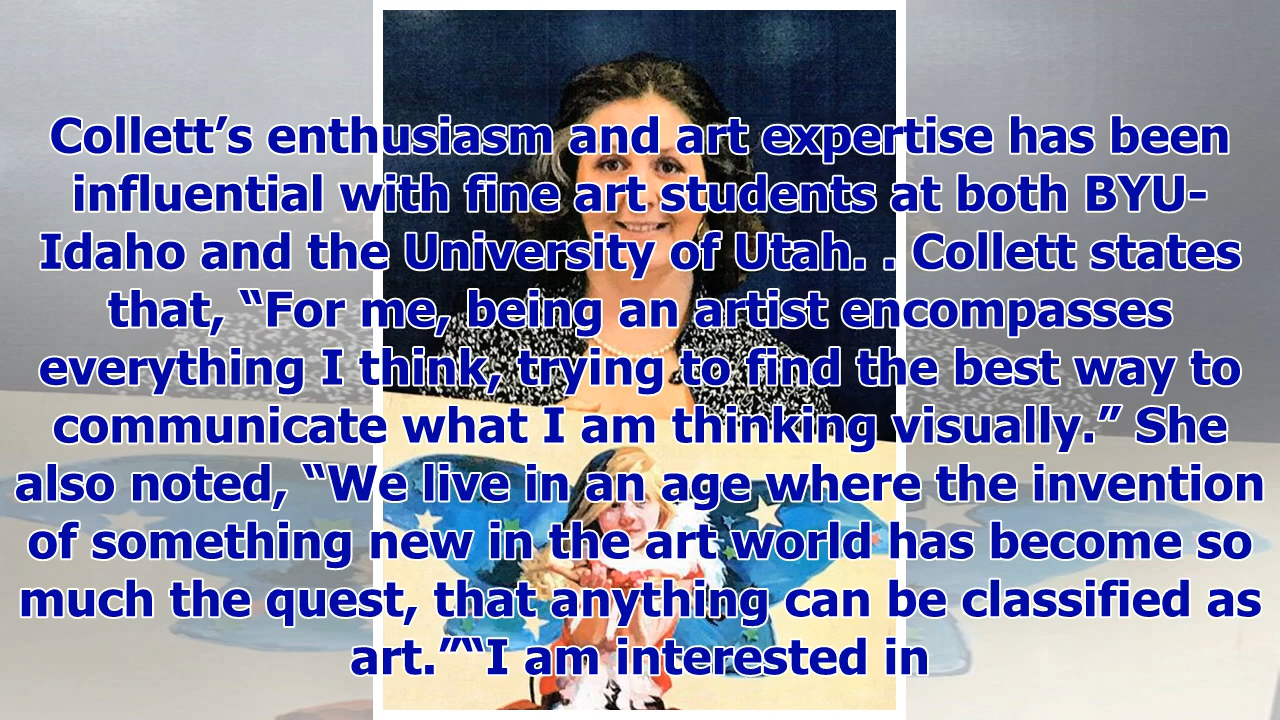 Collett’s enthusiasm and art expertise has been
influential with fine art students at both BYU-
Idaho and the University of Utah. . Collett states
that, “For me, being an artist encompasses
everything I think, trying to find the best way to
communicate what I am thinking visually.” She
also noted, “We live in an age where the invention
of something new in the art world has become so
much the quest, that anything can be classified as
art.”“I am interested in